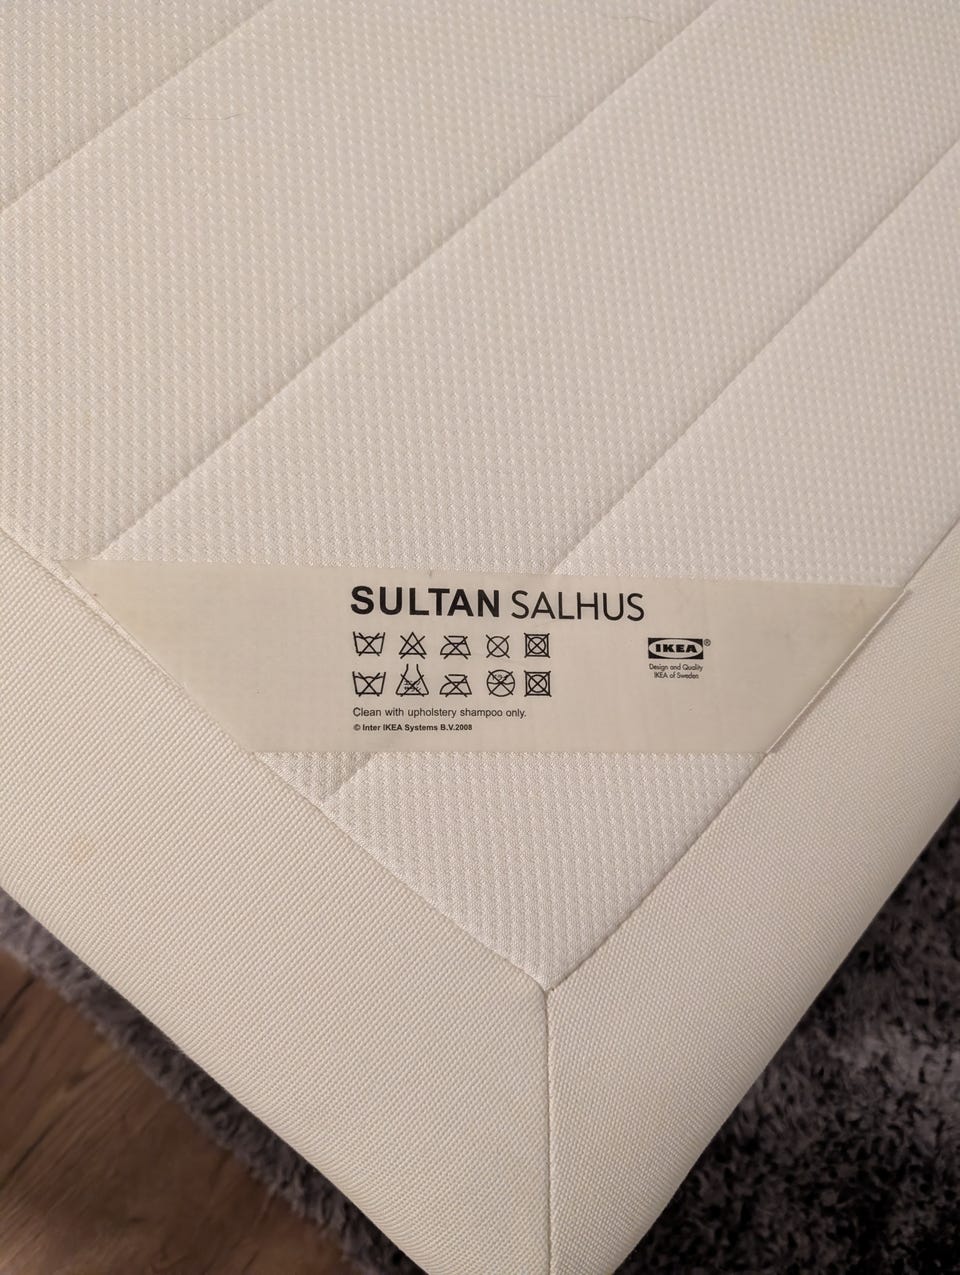 SULTAN SALHUS
IKEA®
Design and Quality
IKEA of Sweden
Clean with upholstery shampoo only.
© Inter IKEA Systems B.V.2008